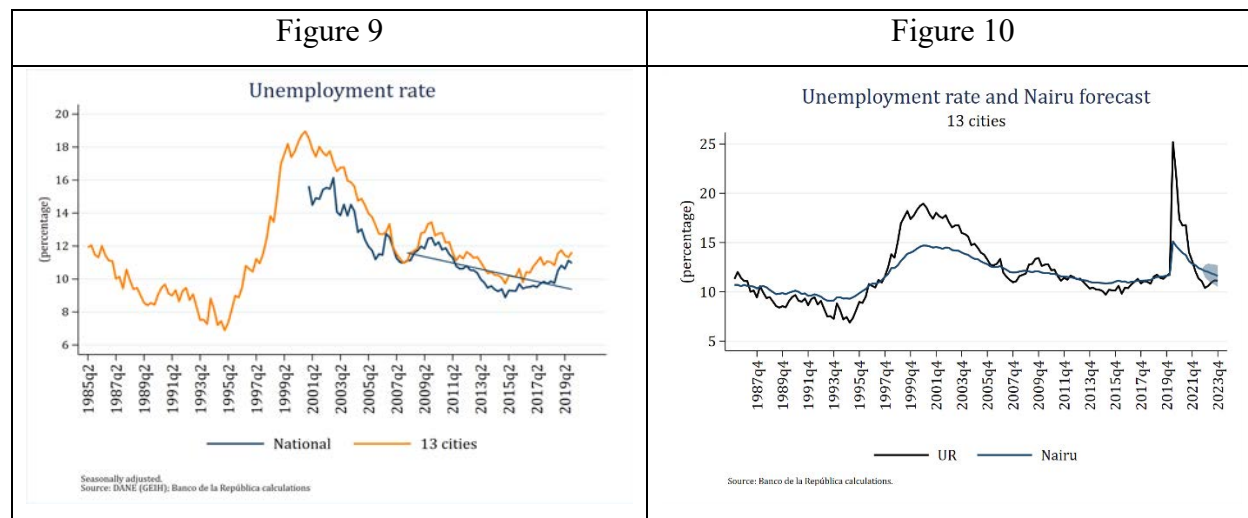 Figure 9
Figure 10
Unemployment rate
(percentage)
20
18
16
14
12
10
8
6
1985q2
1987q2
1989q2
1991q2
1993q2
1995q2
1997q2
1999q2
2001q2
2003q2
2005q2
2007q2
2009q2
2011q2
2013q2
2015q2
2017q2
2019q2
National
13 cities
Seasonally adjusted.
Source: DANE (GEIH); Banco de la República calculations
Unemployment rate and Nairu forecast
13 cities
(percentage)
25
20
15
10
5
1987q4
1989q4
1991q4
1993q4
1995q4
1997q4
1999q4
2001q4
2003q4
2005q4
2007q4
2009q4
2011q4
2013q4
2015q4
2017q4
2019q4
2021q4
2023q4
UR
Nairu
Source: Banco de la República calculations.